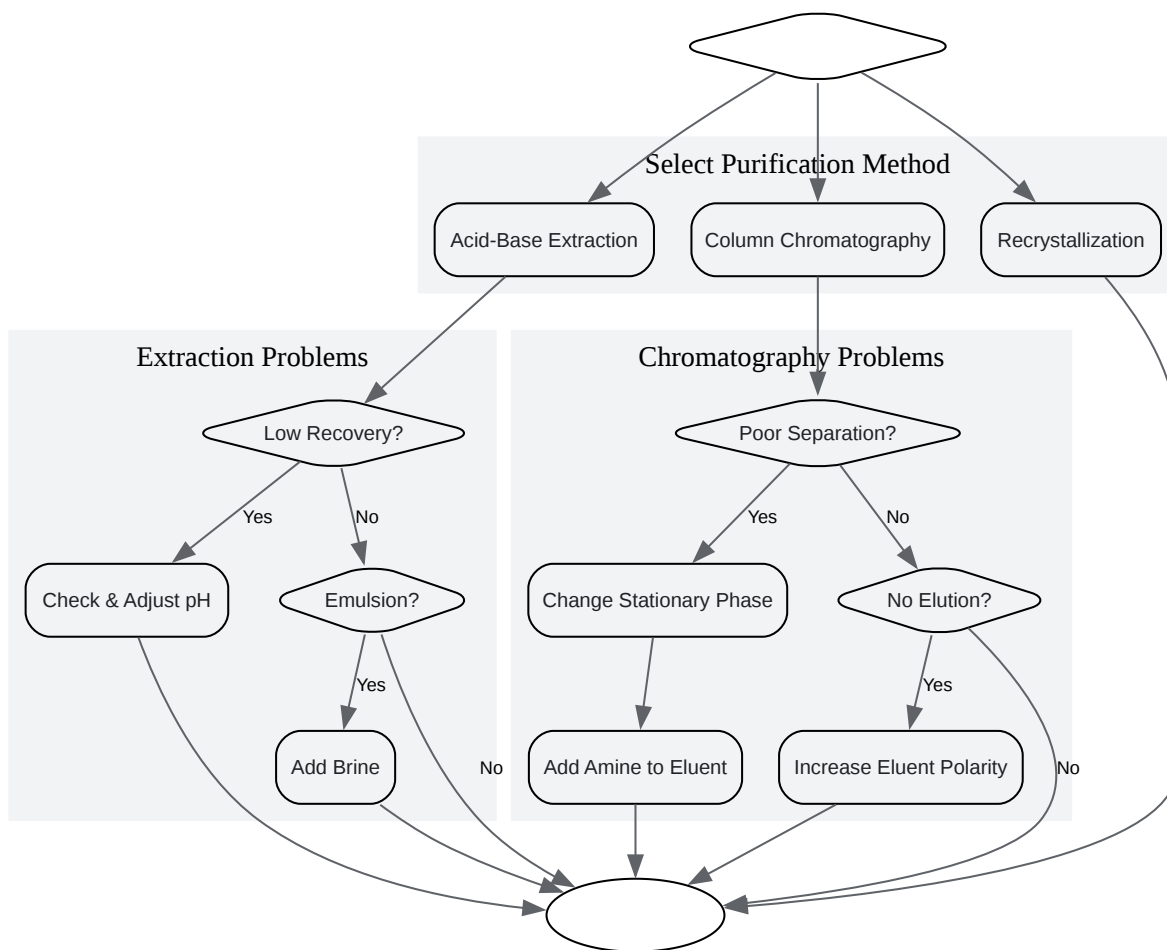 Select Purification Method
Acid-Base Extraction
Column Chromatography
Recrystallization
Extraction Problems
Chromatography Problems
Low Recovery?
Poor Separation?
Yes
No
Yes
No
Check & Adjust pH
Emulsion?
Change Stationary Phase
No Elution?
Yes
Yes
Add Brine
No
Add Amine to Eluent
Increase Eluent Polarity
No